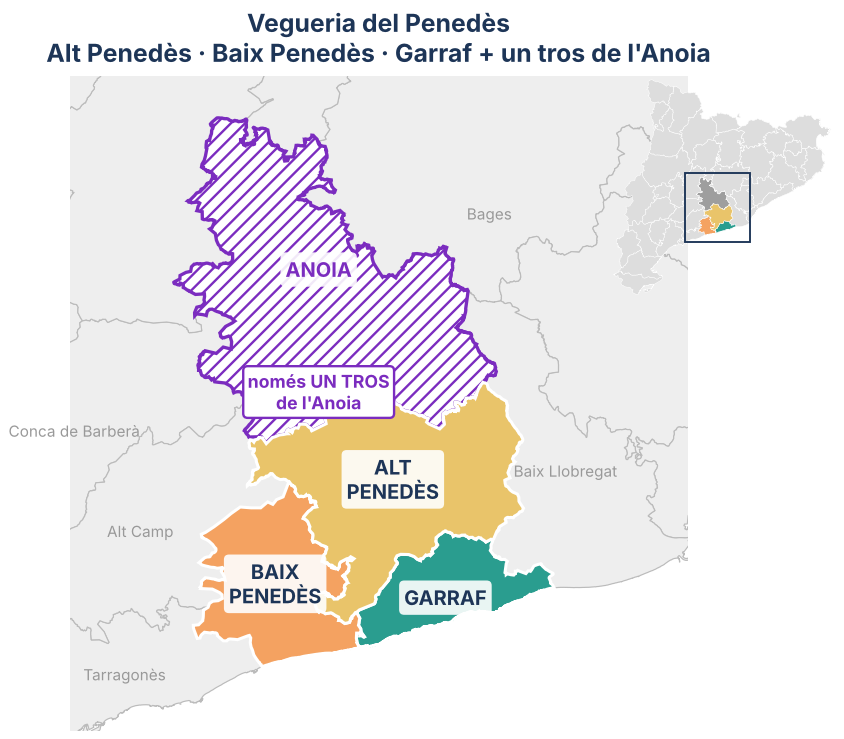 Vegueria del Penedès
Alt Penedès · Baix Penedès · Garraf + un tros de l'Anoia
Bages
ANOIA
només UN TROS
de l'Anoia
Conca de Barberà
ALT
PENEDÈS
Baix Llobregat
Alt Camp
BAIX
PENEDÈS
GARRAF
Tarragonès